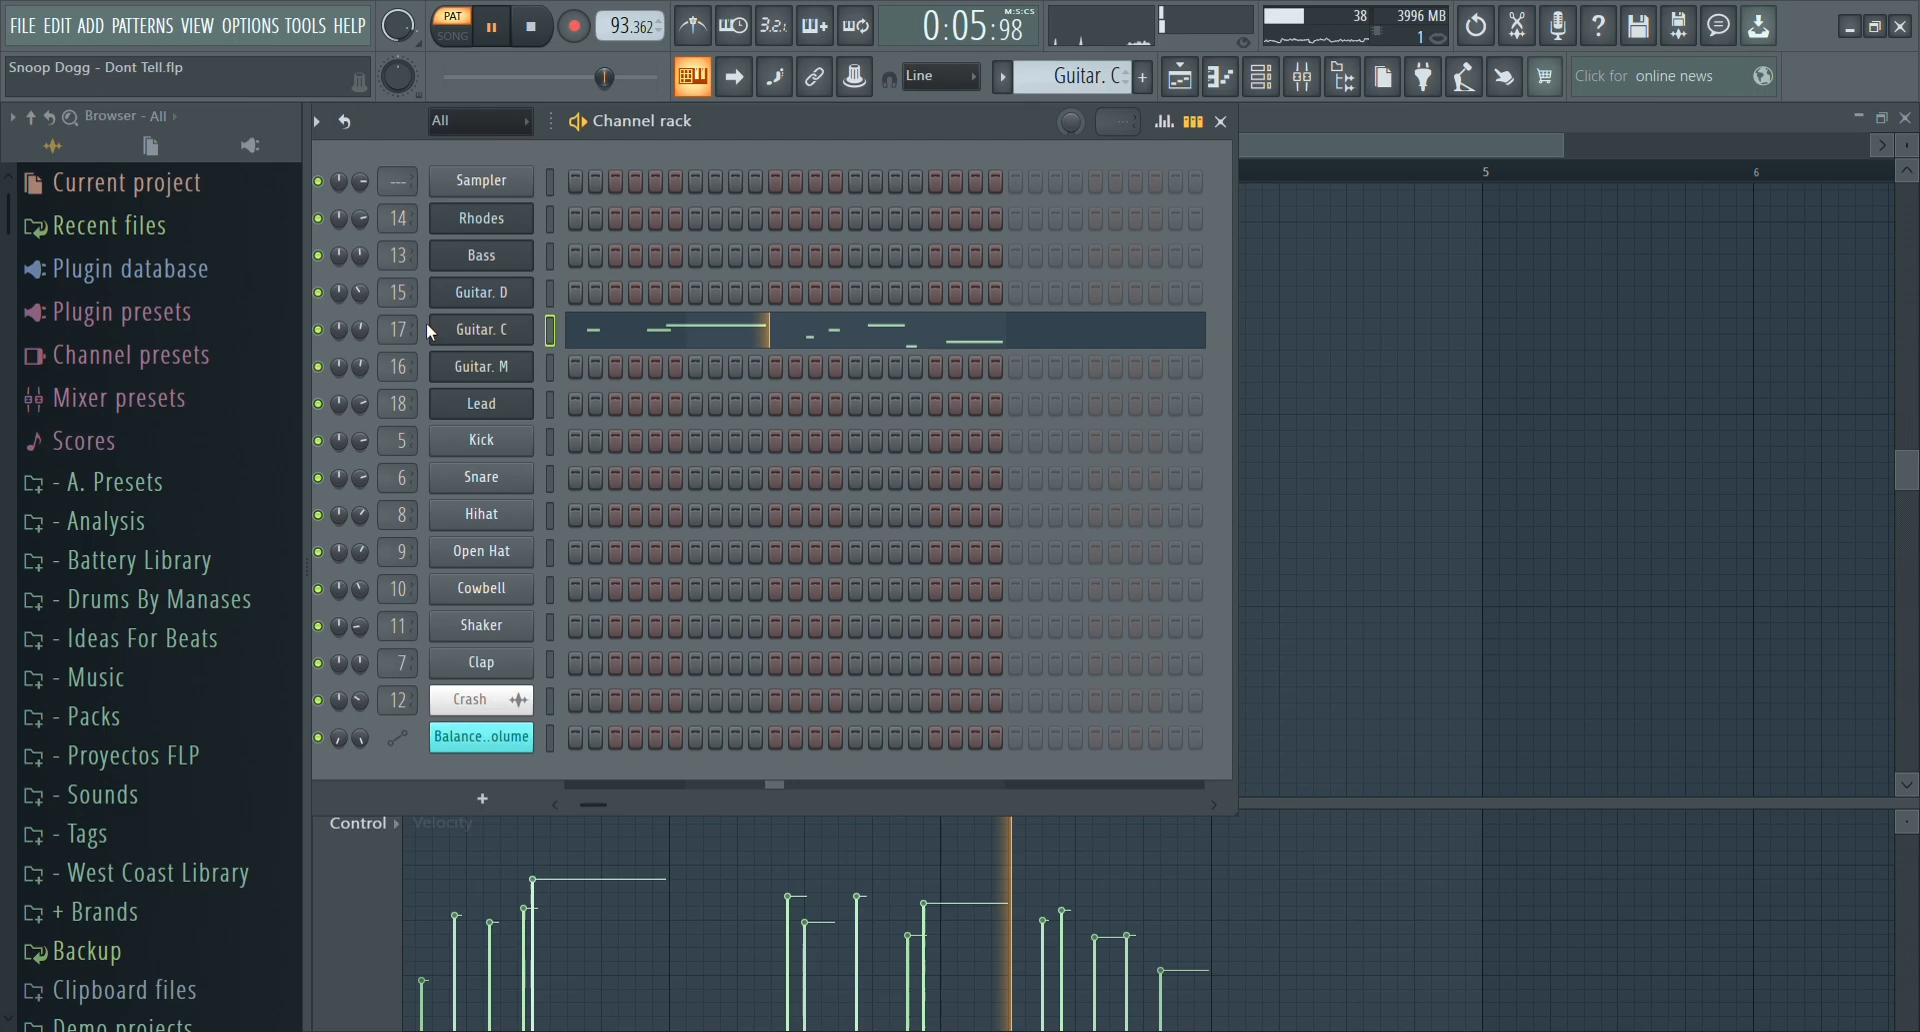 FILE EDIT ADD PATTERNS VIEW OPTIONS TOOLS HELP
PAT
SONG
93.362
3.2.
0:05:98
M:S:CS
38
3996 MB
1
Snoop Dogg - Dont Tell.flp
Line
Guitar. C
+
Click for online news
Browser - All
All
Channel rack
Current project
Recent files
Plugin database
Plugin presets
Channel presets
Mixer presets
Scores
- A. Presets
- Analysis
- Battery Library
- Drums By Manases
- Ideas For Beats
- Music
- Packs
- Proyectos FLP
- Sounds
- Tags
- West Coast Library
+ Brands
Backup
Clipboard files
Demo projects
--- Sampler
14 Rhodes
13 Bass
15 Guitar. D
17 Guitar. C
16 Guitar. M
18 Lead
5 Kick
6 Snare
8 Hihat
9 Open Hat
10 Cowbell
11 Shaker
7 Clap
12 Crash
Balance..olume
+
5
6
Control Velocity